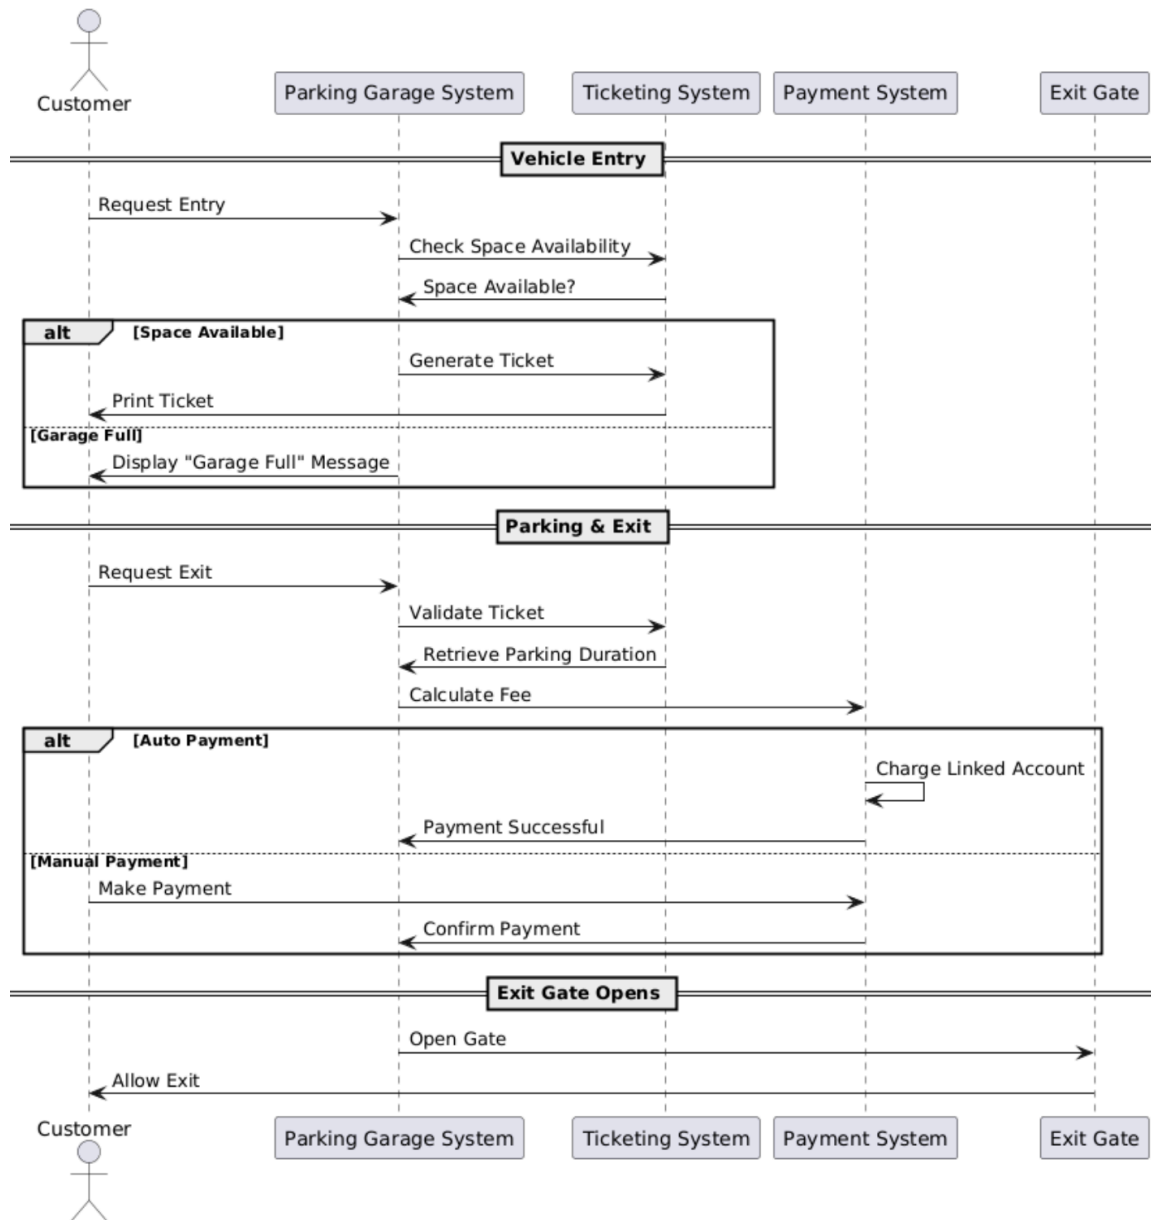 Customer
Parking Garage System
Ticketing System
Payment System
Exit Gate
Vehicle Entry
Request Entry
Check Space Availability
Space Available?
alt [Space Available]
Generate Ticket
Print Ticket
[Garage Full]
Display "Garage Full" Message
Parking & Exit
Request Exit
Validate Ticket
Retrieve Parking Duration
Calculate Fee
alt [Auto Payment]
Charge Linked Account
Payment Successful
[Manual Payment]
Make Payment
Confirm Payment
Exit Gate Opens
Open Gate
Allow Exit
Customer
Parking Garage System
Ticketing System
Payment System
Exit Gate